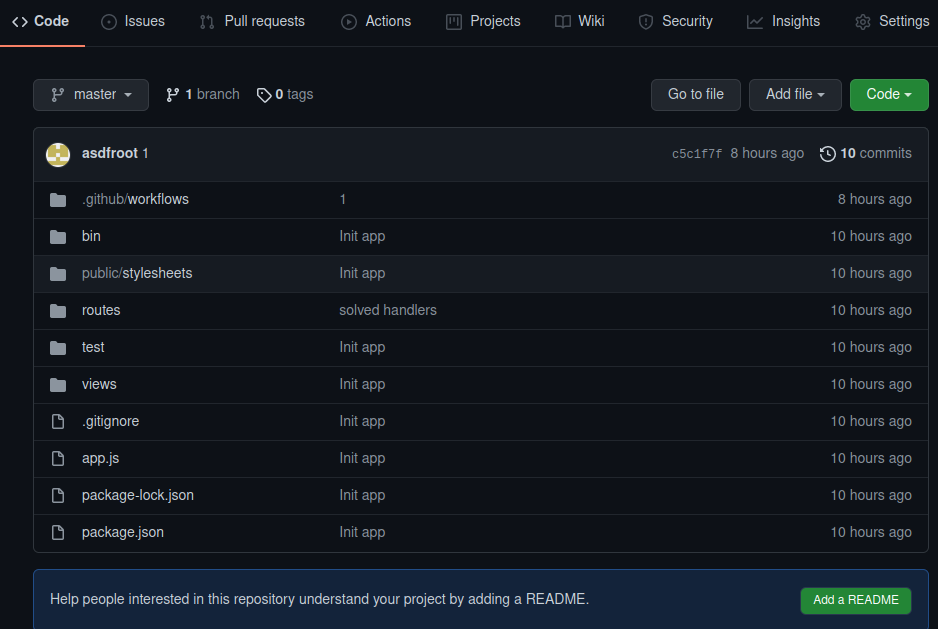 Code Issues Pull requests Actions Projects Wiki Security Insights Settings
master 1 branch 0 tags Go to file Add file Code
asdfroot 1 c5c1f7f 8 hours ago 10 commits
.github/workflows 1 8 hours ago
bin Init app 10 hours ago
public/stylesheets Init app 10 hours ago
routes solved handlers 10 hours ago
test Init app 10 hours ago
views Init app 10 hours ago
.gitignore Init app 10 hours ago
app.js Init app 10 hours ago
package-lock.json Init app 10 hours ago
package.json Init app 10 hours ago
Help people interested in this repository understand your project by adding a README. Add a README